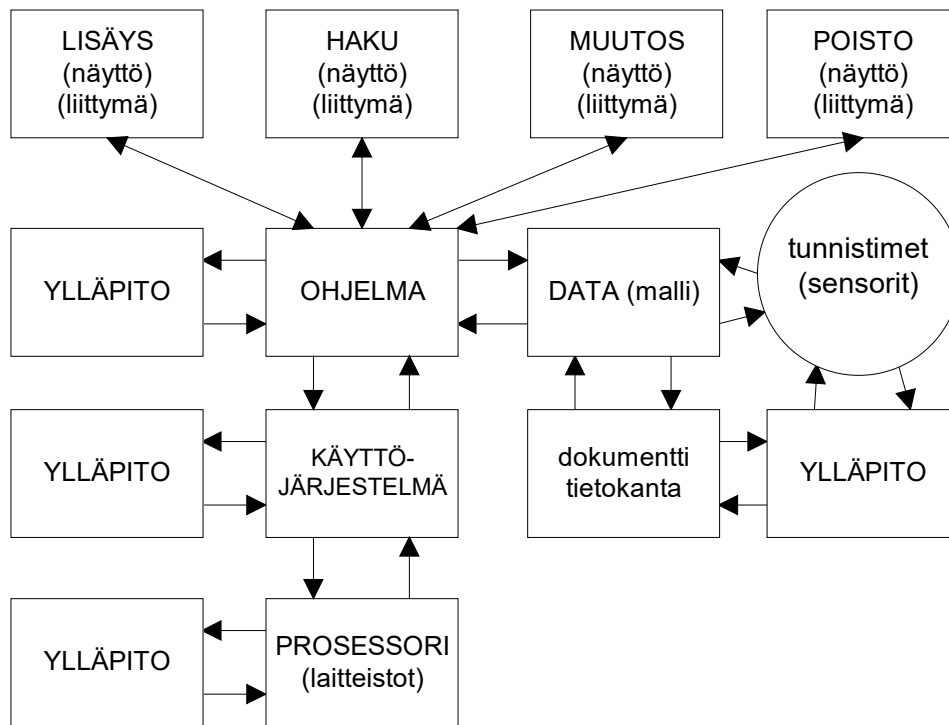 LISÄYS
(näyttö)
(liittymä)
HAKU
(näyttö)
(liittymä)
MUUTOS
(näyttö)
(liittymä)
POISTO
(näyttö)
(liittymä)
YLLÄPITO
OHJELMA
DATA (malli)
tunnistimet
(sensorit)
YLLÄPITO
KÄYTTÖ-
JÄRJESTELMÄ
dokumentti
tietokanta
YLLÄPITO
YLLÄPITO
PROSESSORI
(laitteistot)